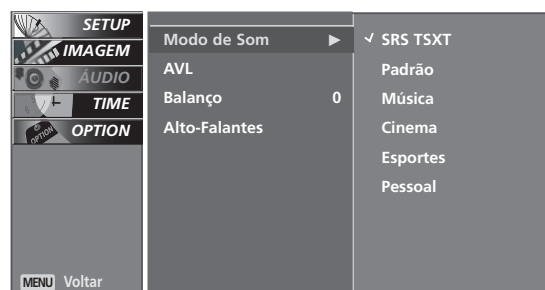 SETUP
IMAGEM
ÁUDIO
TIME
OPTION
OPTION
MENU Voltar
Modo de Som ▶
AVL
Balanço 0
Alto-Falantes
✓ SRS TSXT
Padrão
Música
Cinema
Esportes
Pessoal